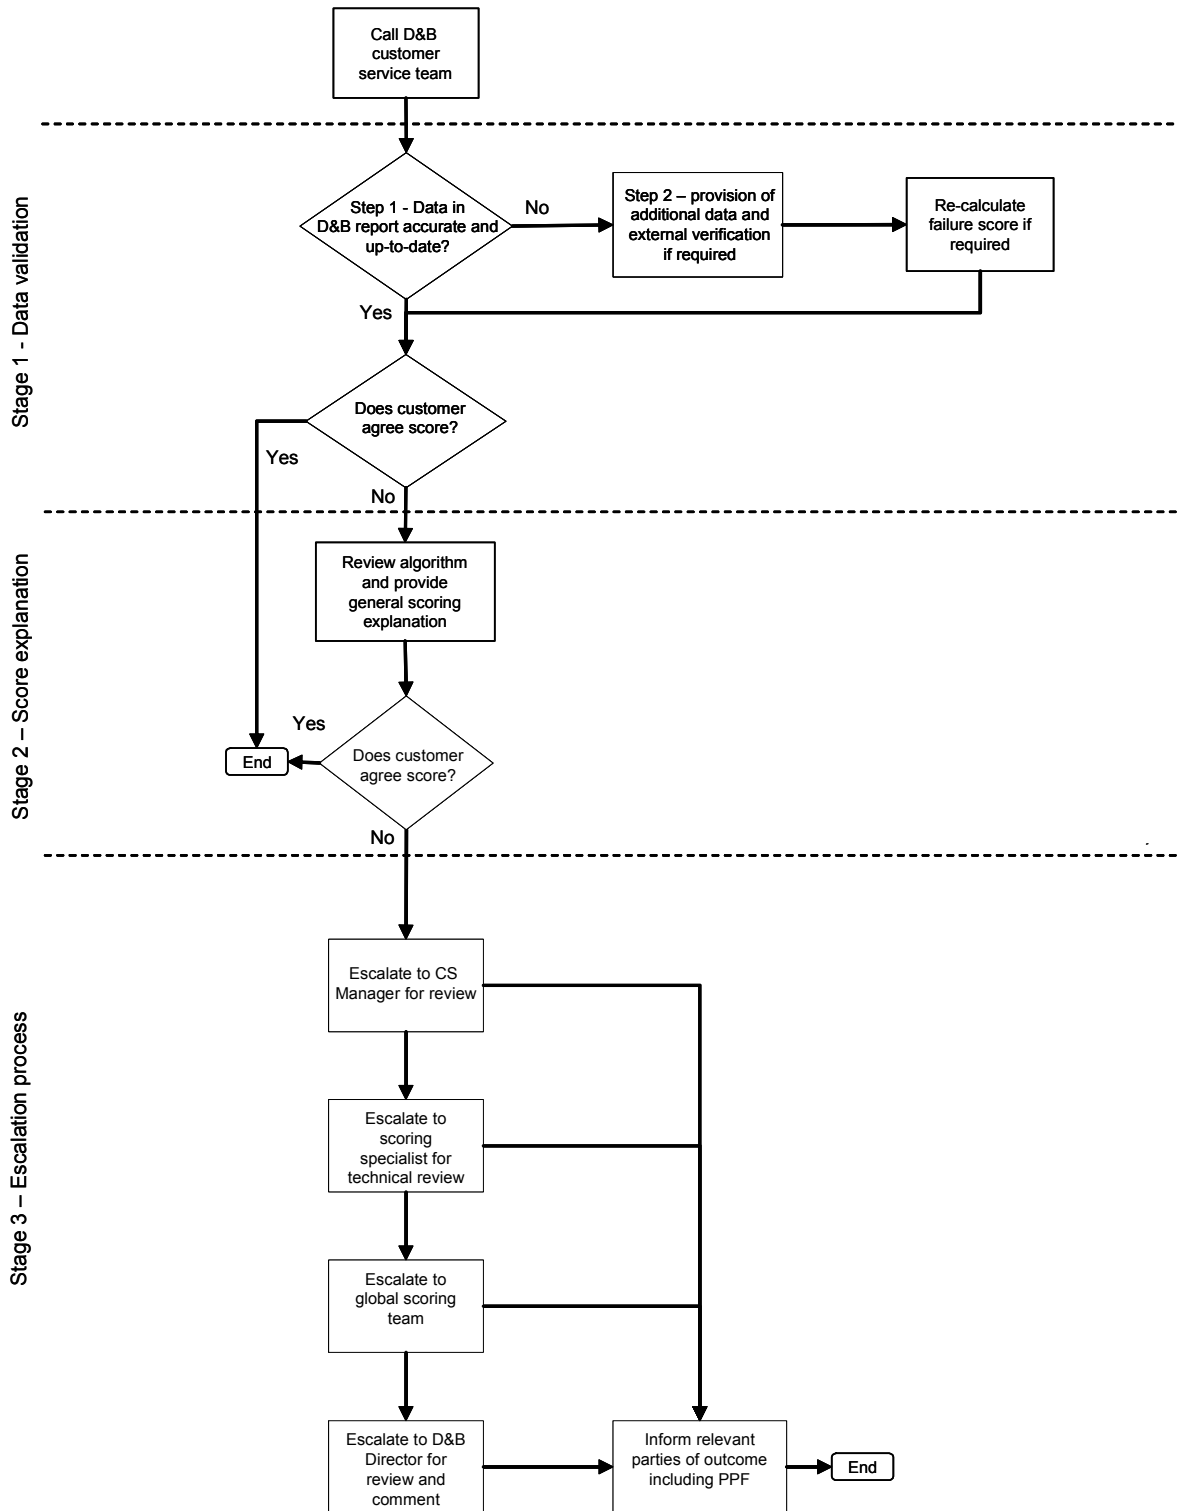 Call D&B
customer
service team
Stage 1 - Data validation
Step 1 - Data in
D&B report accurate and
up-to-date?
No
Step 2 – provision of
additional data and
external verification
if required
Re-calculate
failure score if
required
Yes
Does customer
agree score?
Yes
No
Stage 2 – Score explanation
Review algorithm
and provide
general scoring
explanation
Yes
Does customer
agree score?
End
No
Stage 3 – Escalation process
Escalate to CS
Manager for review
Escalate to
scoring
specialist for
technical review
Escalate to
global scoring
team
Escalate to D&B
Director for
review and
comment
Inform relevant
parties of outcome
including PPF
End